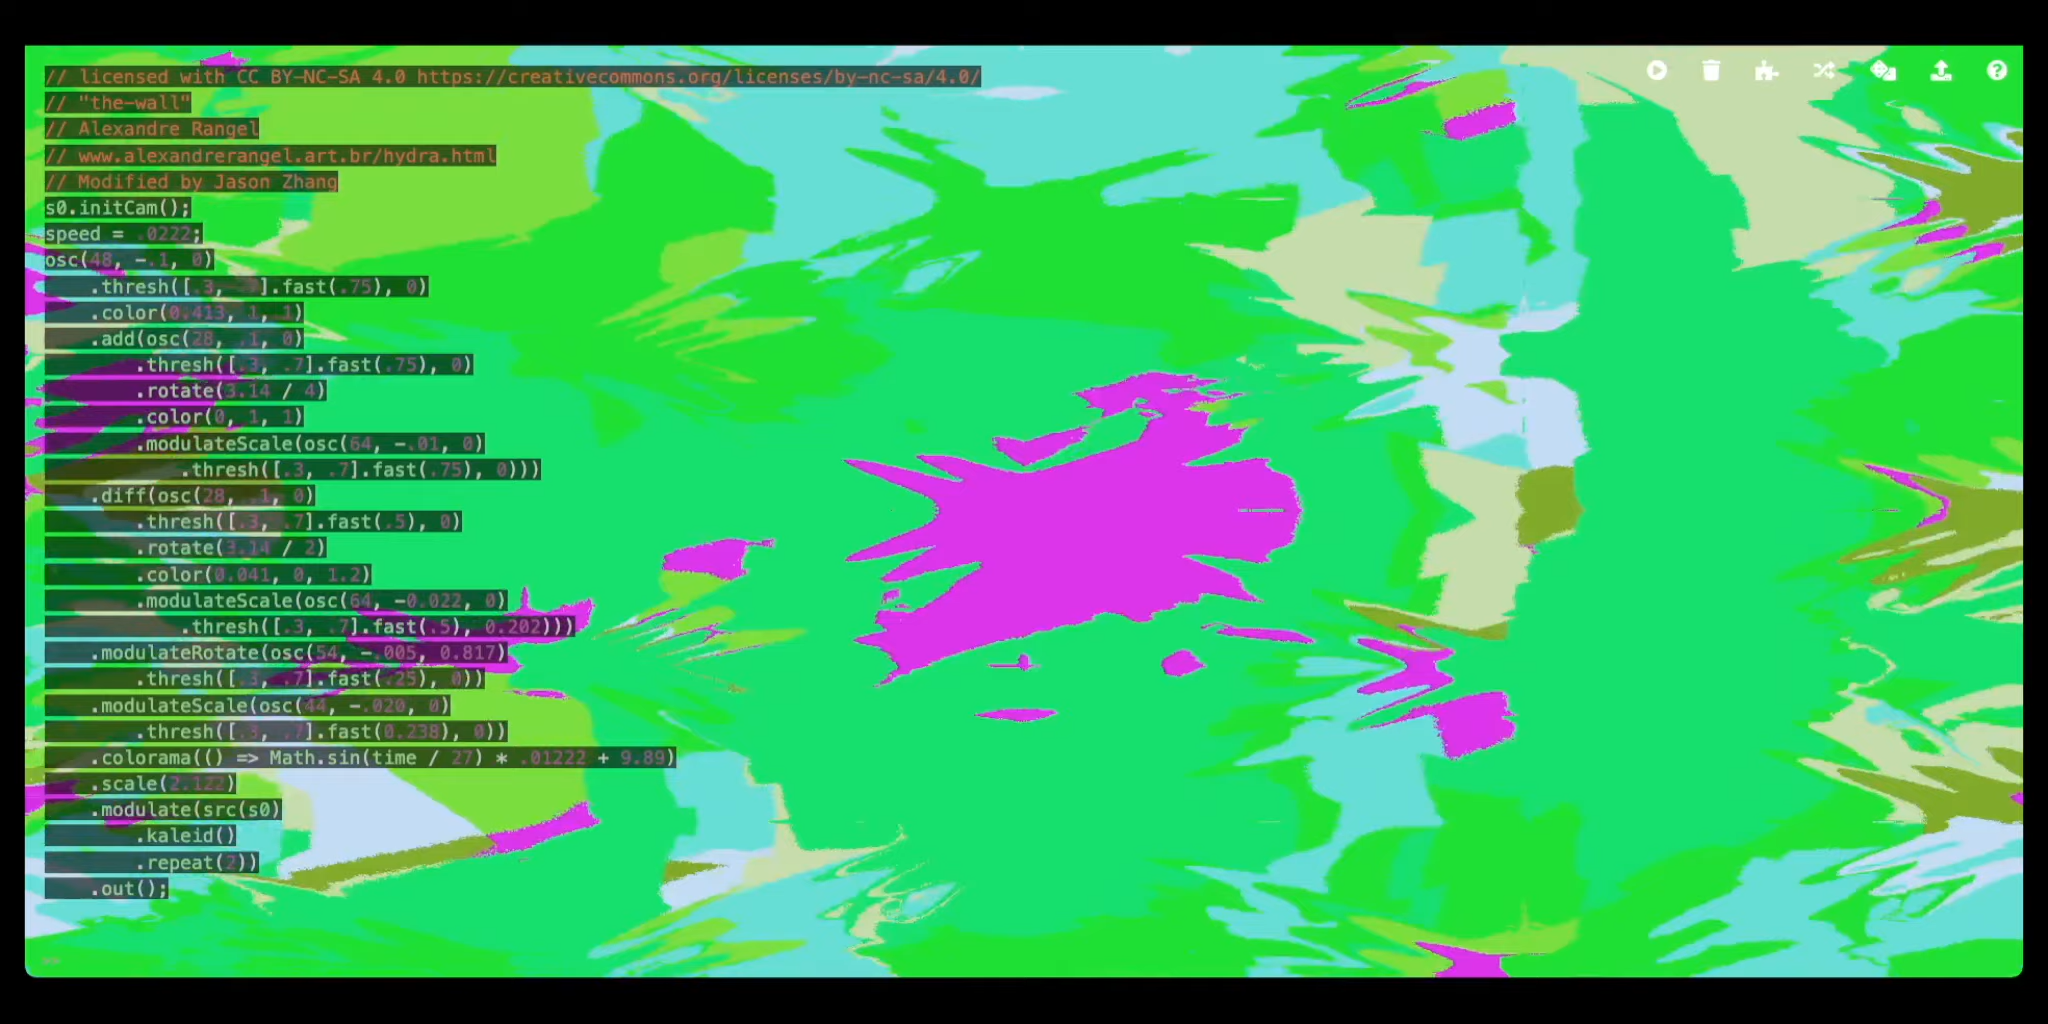 // licensed with CC BY-NC-SA 4.0 https://creativecommons.org/licenses/by-nc-sa/4.0/
// "the-wall"
// Alexandre Rangel
// www.alexandrerangel.art.br/hydra.html
// Modified by Jason Zhang
s0.initCam();
speed = .0222;
osc(48, -.1, 0)
.thresh([.3, .7].fast(.75), 0)
.color(0.413, 1, 1)
.add(osc(28, .1, 0)
.thresh([.3, .7].fast(.75), 0)
.rotate(3.14 / 4)
.color(0, 1, 1)
.modulateScale(osc(64, -.01, 0)
.thresh([.3, .7].fast(.75), 0)))
.diff(osc(28, .1, 0)
.thresh([.3, .7].fast(.5), 0)
.rotate(3.14 / 2)
.color(0.041, 0, 1.2)
.modulateScale(osc(64, -0.022, 0)
.thresh([.3, .7].fast(.5), 0.202)))
.modulateRotate(osc(54, -.005, 0.817)
.thresh([.3, .7].fast(.25), 0))
.modulateScale(osc(44, -.020, 0)
.thresh([.3, .7].fast(0.238), 0))
.colorama(() => Math.sin(time / 27) * .01222 + 9.89)
.scale(2.122)
.modulate(src(s0)
.kaleid()
.repeat(2))
.out();